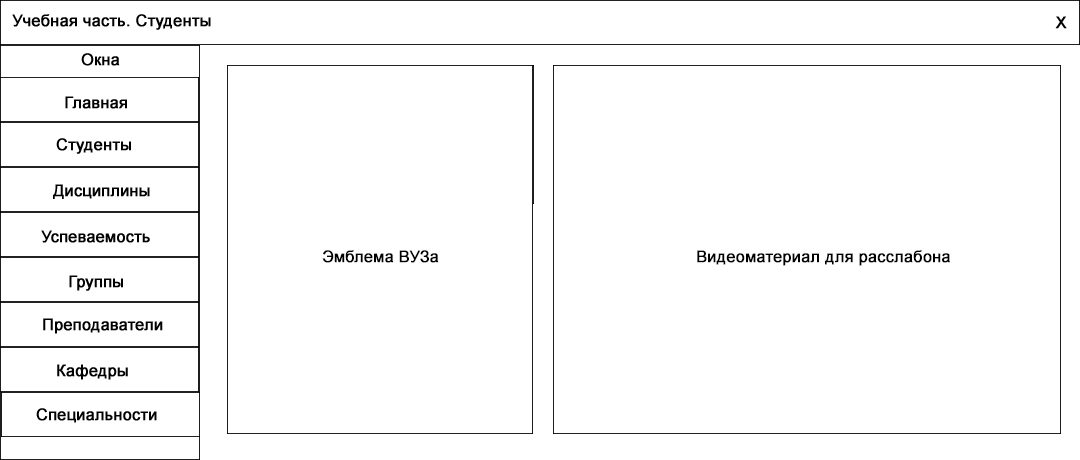 Учебная часть. Студенты
X
Окна
Главная
Студенты
Дисциплины
Успеваемость
Группы
Преподаватели
Кафедры
Специальности
Эмблема ВУЗа
Видеоматериал для расслабона